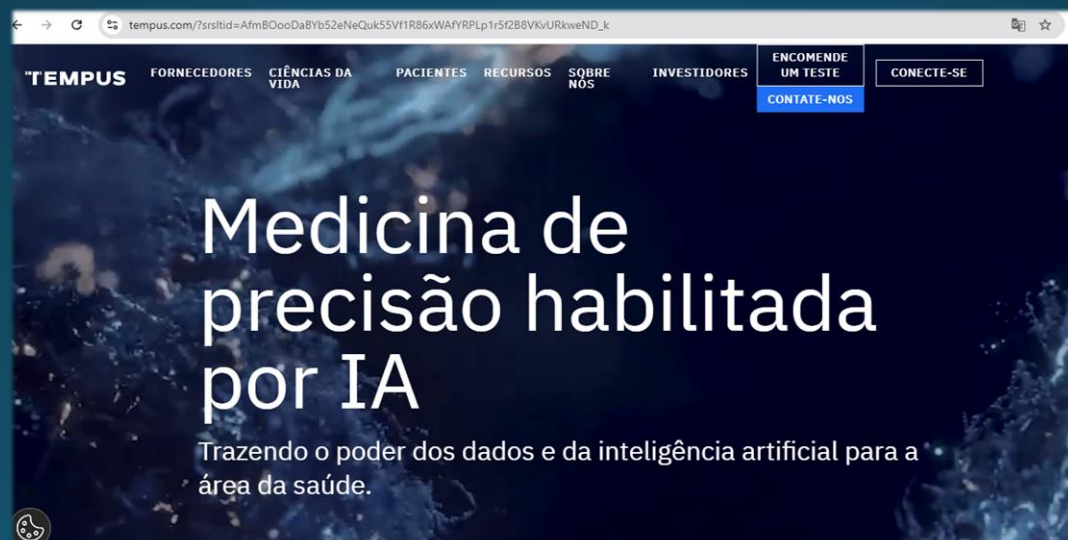 tempus.com/?srsltid=AfmBOooDaBYb52eNeQuk55Vf1R86xWAfYRPLp1r5f2B8VKvURkweND_k
TEMPUS
FORNECEDORES
CIÊNCIAS DA
VIDA
PACIENTES
RECURSOS
SOBRE
NÓS
INVESTIDORES
ENCOMENDE
UM TESTE
CONTATE-NOS
CONECTE-SE
Medicina de
precisão habilitada
por IA
Trazendo o poder dos dados e da inteligência artificial para a
área da saúde.